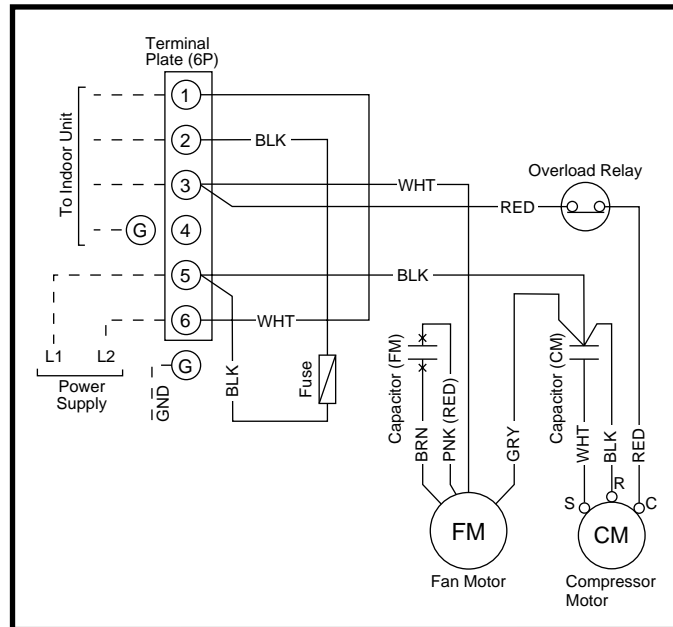 Terminal
Plate (6P)
To Indoor Unit
1
2
3
G
4
5
6
BLK
WHT
RED
Overload Relay
BLK
WHT
L1
L2
Power
Supply
GND
G
BLK
Fuse
Capacitor (FM)
BRN
PNK (RED)
GRY
Capacitor (CM)
WHT
BLK
RED
S
R
C
FM
CM
Fan Motor
Compressor
Motor